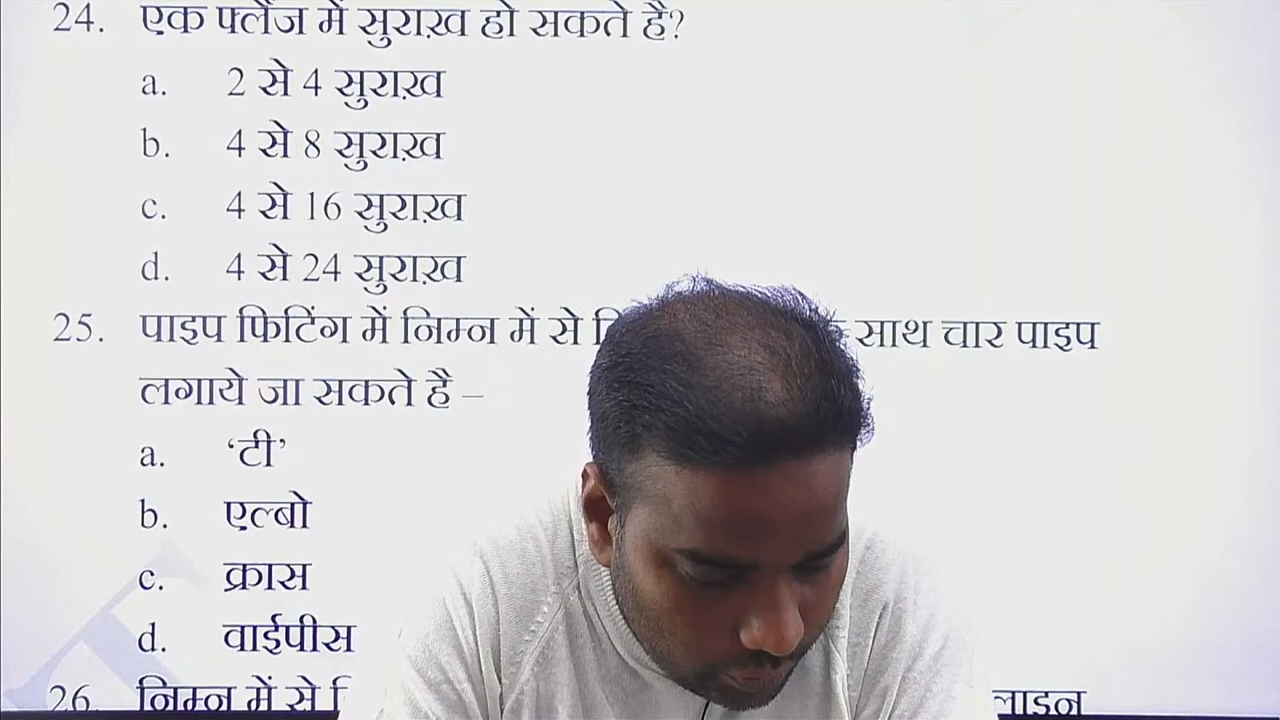 24. एक फ्लेंज में सुराख़ हो सकते है?
a. 2 से 4 सुराख़
b. 4 से 8 सुराख़
c. 4 से 16 सुराख़
d. 4 से 24 सुराख़
25. पाइप फिटिंग में निम्न में से साथ चार पाइप
लगाये जा सकते है –
a. ‘टी’
b. एल्बो
c. क्रास
d. वाईपीस
26. निम्न में से लाइन